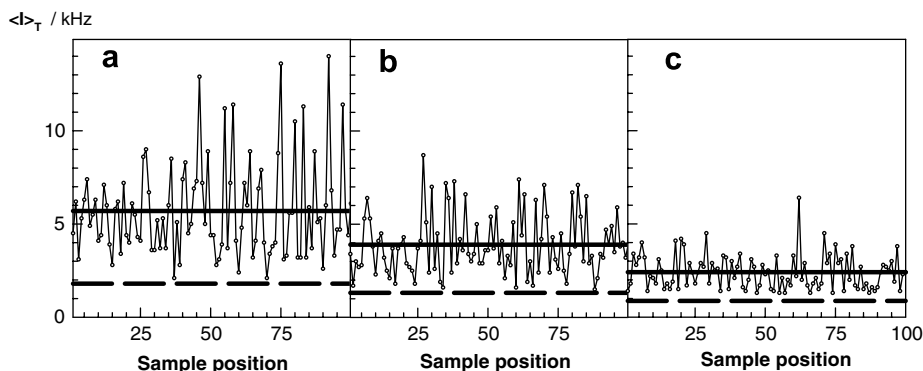 <I>T / kHz
a b c
10
5
0
25 50 75 25 50 75 25 50 75 100
Sample position Sample position Sample position